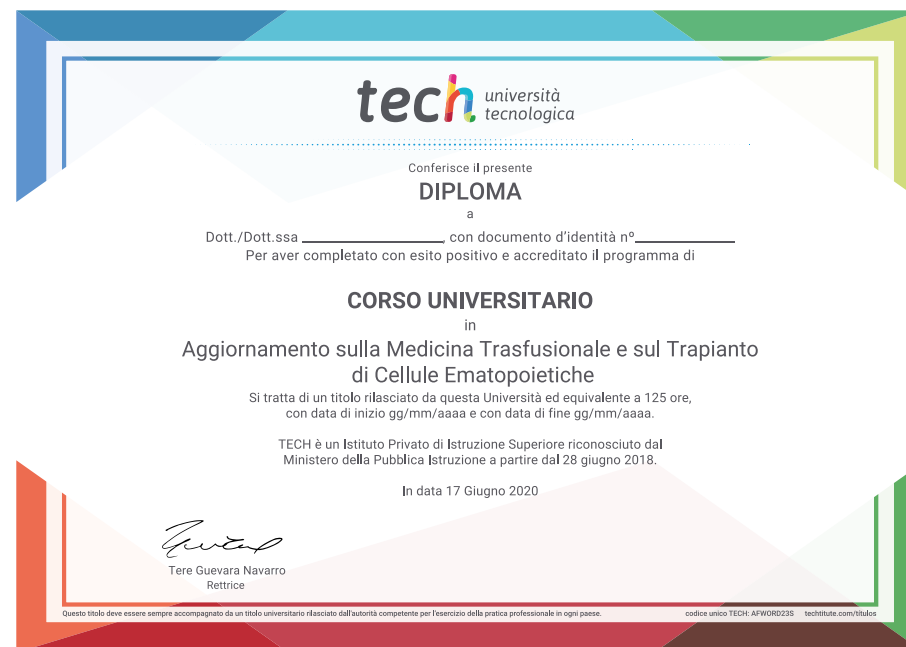 tech università
tecnologica
Conferisce il presente
DIPLOMA
a
Dott./Dott.ssa ____________________, con documento d'identità nº______________
Per aver completato con esito positivo e accreditato il programma di
CORSO UNIVERSITARIO
in
Aggiornamento sulla Medicina Trasfusionale e sul Trapianto
di Cellule Ematopoietiche
Si tratta di un titolo rilasciato da questa Università ed equivalente a 125 ore,
con data di inizio gg/mm/aaaa e con data di fine gg/mm/aaaa.
TECH è un Istituto Privato di Istruzione Superiore riconosciuto dal
Ministero della Pubblica Istruzione a partire dal 28 giugno 2018.
In data 17 Giugno 2020
Tere Guevara Navarro
Rettrice
Questo titolo deve essere sempre accompagnato da un titolo universitario rilasciato dall'autorità competente per l'esercizio della pratica professionale in ogni paese. codice unico TECH: AFWORD23S techtitute.com/titulos